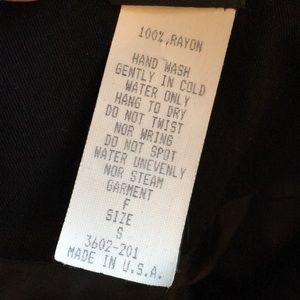 100% RAYON
HAND WASH
GENTLY IN COLD
WATER ONLY
HANG TO DRY
DO NOT TWIST
NOR WRING
DO NOT SPOT
WATER UNEVENLY
NOR STEAM
GARMENT
F
SIZE
S
3602-201
MADE IN U.S.A.